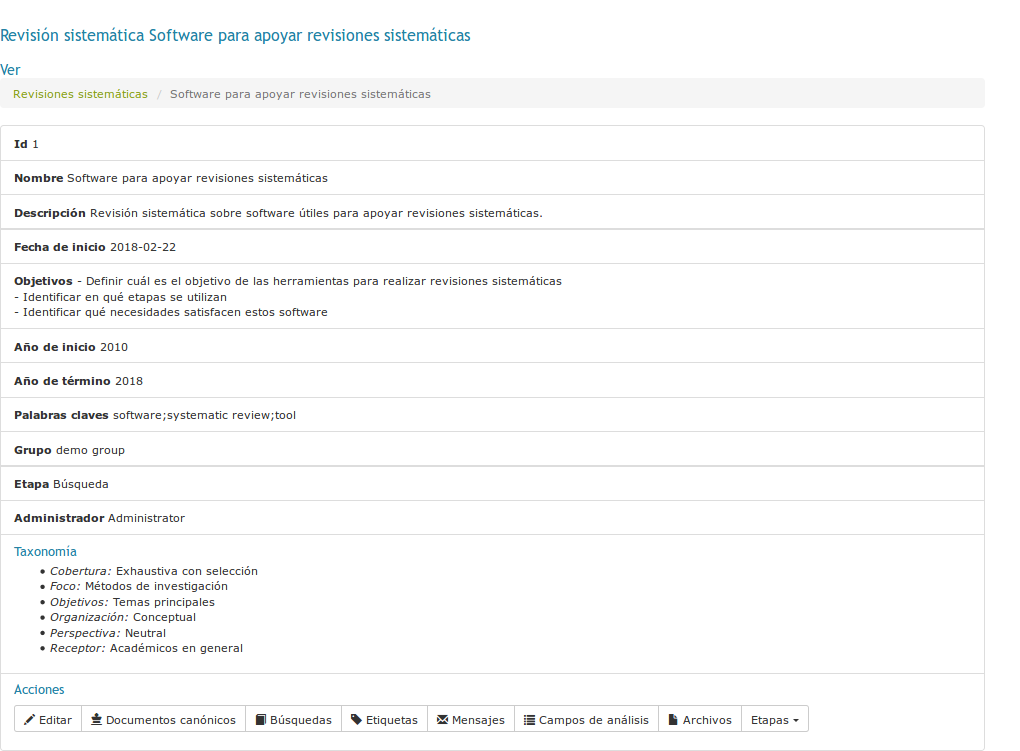 Revisión sistemática Software para apoyar revisiones sistemáticas
Ver
Revisiones sistemáticas / Software para apoyar revisiones sistemáticas
Id 1
Nombre Software para apoyar revisiones sistemáticas
Descripción Revisión sistemática sobre software útiles para apoyar revisiones sistemáticas.
Fecha de inicio 2018-02-22
Objetivos - Definir cuál es el objetivo de las herramientas para realizar revisiones sistemáticas
- Identificar en qué etapas se utilizan
- Identificar qué necesidades satisfacen estos software
Año de inicio 2010
Año de término 2018
Palabras claves software;systematic review;tool
Grupo demo group
Etapa Búsqueda
Administrador Administrator
Taxonomía
• Cobertura: Exhaustiva con selección
• Foco: Métodos de investigación
• Objetivos: Temas principales
• Organización: Conceptual
• Perspectiva: Neutral
• Receptor: Académicos en general
Acciones
Editar Documentos canónicos Búsquedas Etiquetas Mensajes Campos de análisis Archivos Etapas